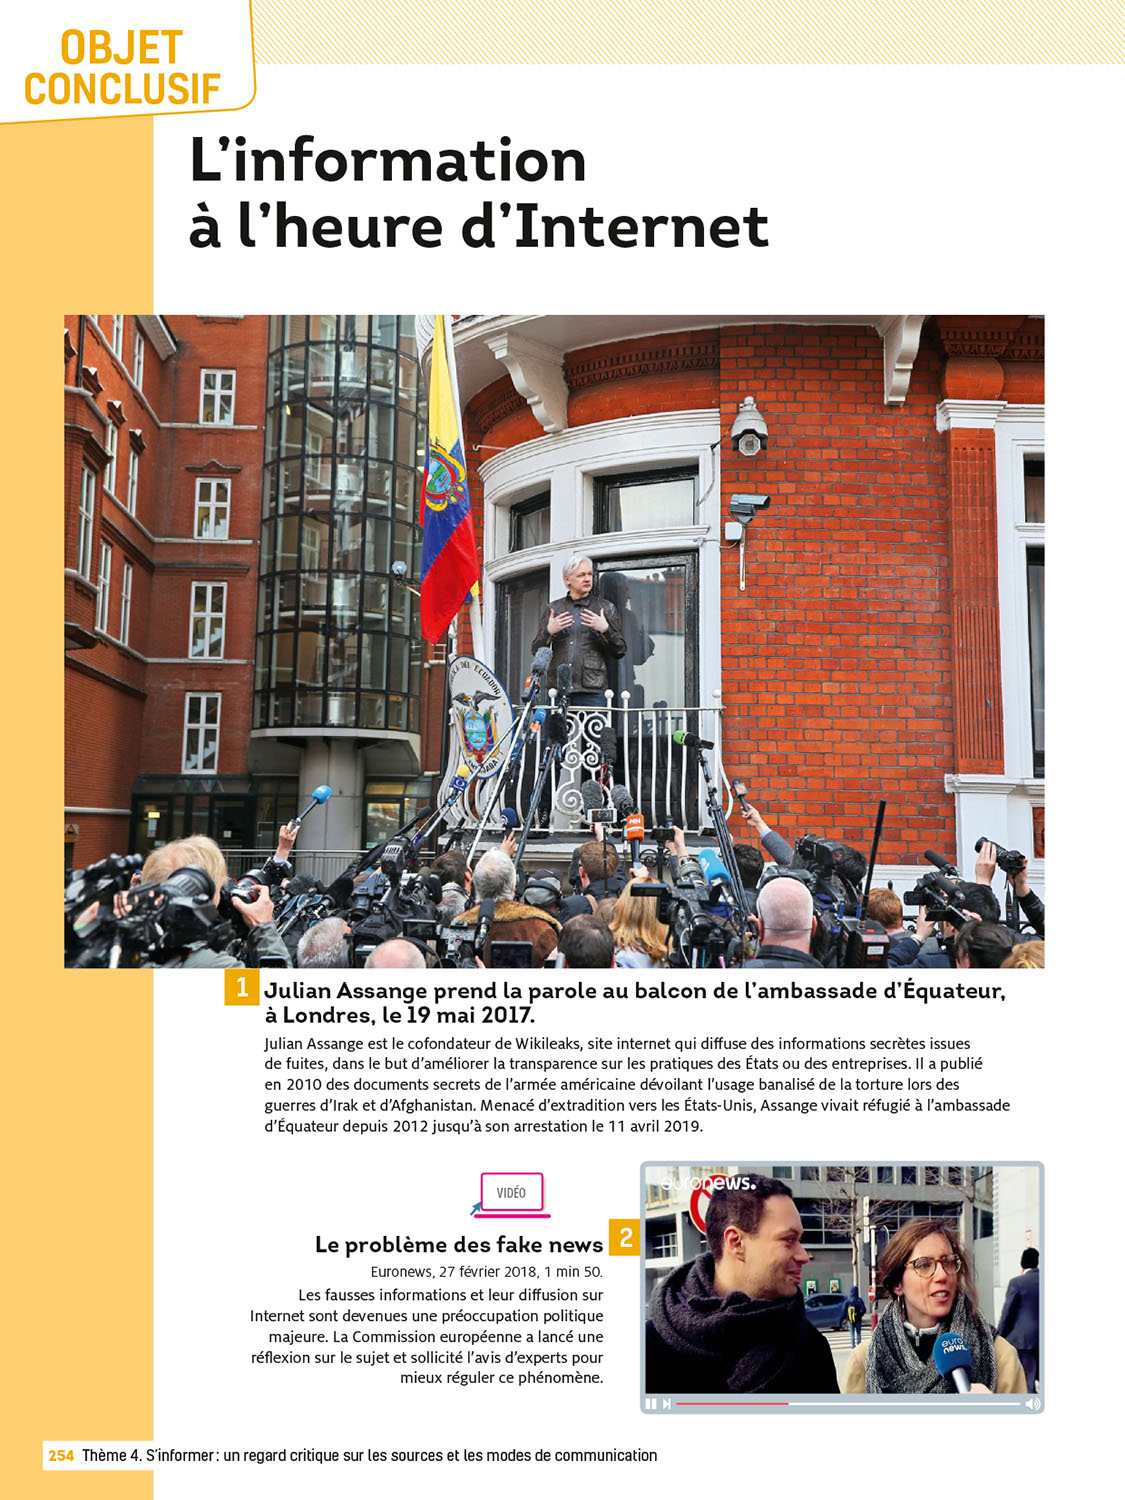 OBJET
CONCLUSIF
L'information
à l'heure d'Internet
1 Julian Assange prend la parole au balcon de l'ambassade d'Équateur,
à Londres, le 19 mai 2017.
Julian Assange est le cofondateur de Wikileaks, site internet qui diffuse des informations secrètes issues
de fuites, dans le but d'améliorer la transparence sur les pratiques des États ou des entreprises. Il a publié
en 2010 des documents secrets de l'armée américaine dévoilant l'usage banalisé de la torture lors des
guerres d'Irak et d'Afghanistan. Menacé d'extradition vers les États-Unis, Assange vivait réfugié à l'ambassade
d'Équateur depuis 2012 jusqu'à son arrestation le 11 avril 2019.
VIDÉO
Le problème des fake news 2
Euronews, 27 février 2018, 1 min 50.
Les fausses informations et leur diffusion sur
Internet sont devenues une préoccupation politique
majeure. La Commission européenne a lancé une
réflexion sur le sujet et sollicité l'avis d'experts pour
mieux réguler ce phénomène.
euronews.
euro
news.
254 Thème 4. S'informer : un regard critique sur les sources et les modes de communication